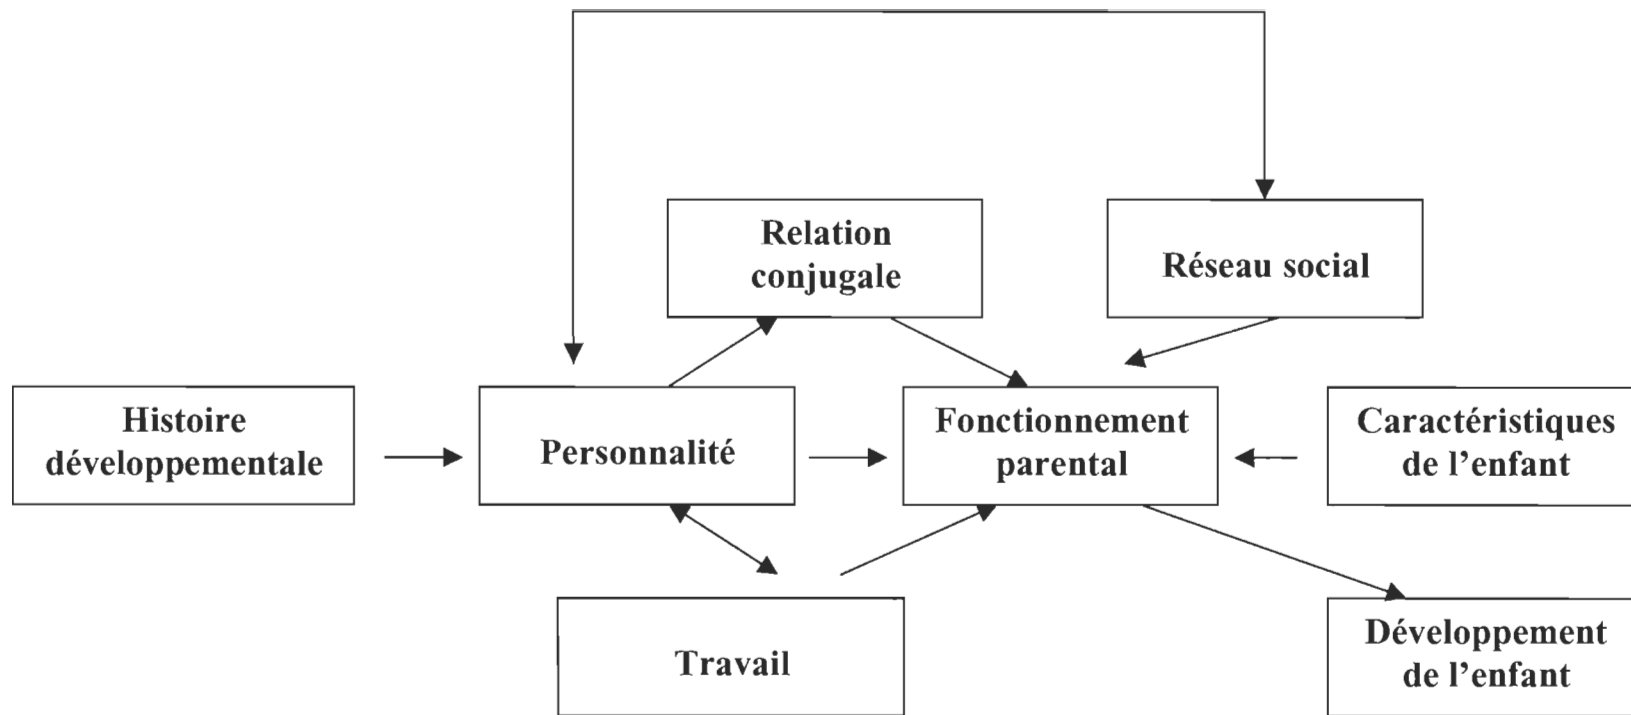 Relation
conjugale
Réseau social
Histoire
développementale
Personnalité
Fonctionnement
parental
Caractéristiques
de l’enfant
Travail
Développement
de l’enfant